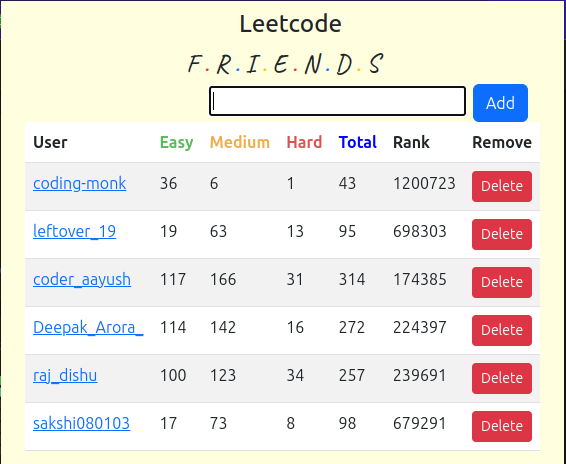 Leetcode
F.R.I.E.N.D.S
Add
User Easy Medium Hard Total Rank Remove
coding-monk 36 6 1 43 1200723 Delete
leftover_19 19 63 13 95 698303 Delete
coder_aayush 117 166 31 314 174385 Delete
Deepak_Arora_ 114 142 16 272 224397 Delete
raj_dishu 100 123 34 257 239691 Delete
sakshi080103 17 73 8 98 679291 Delete